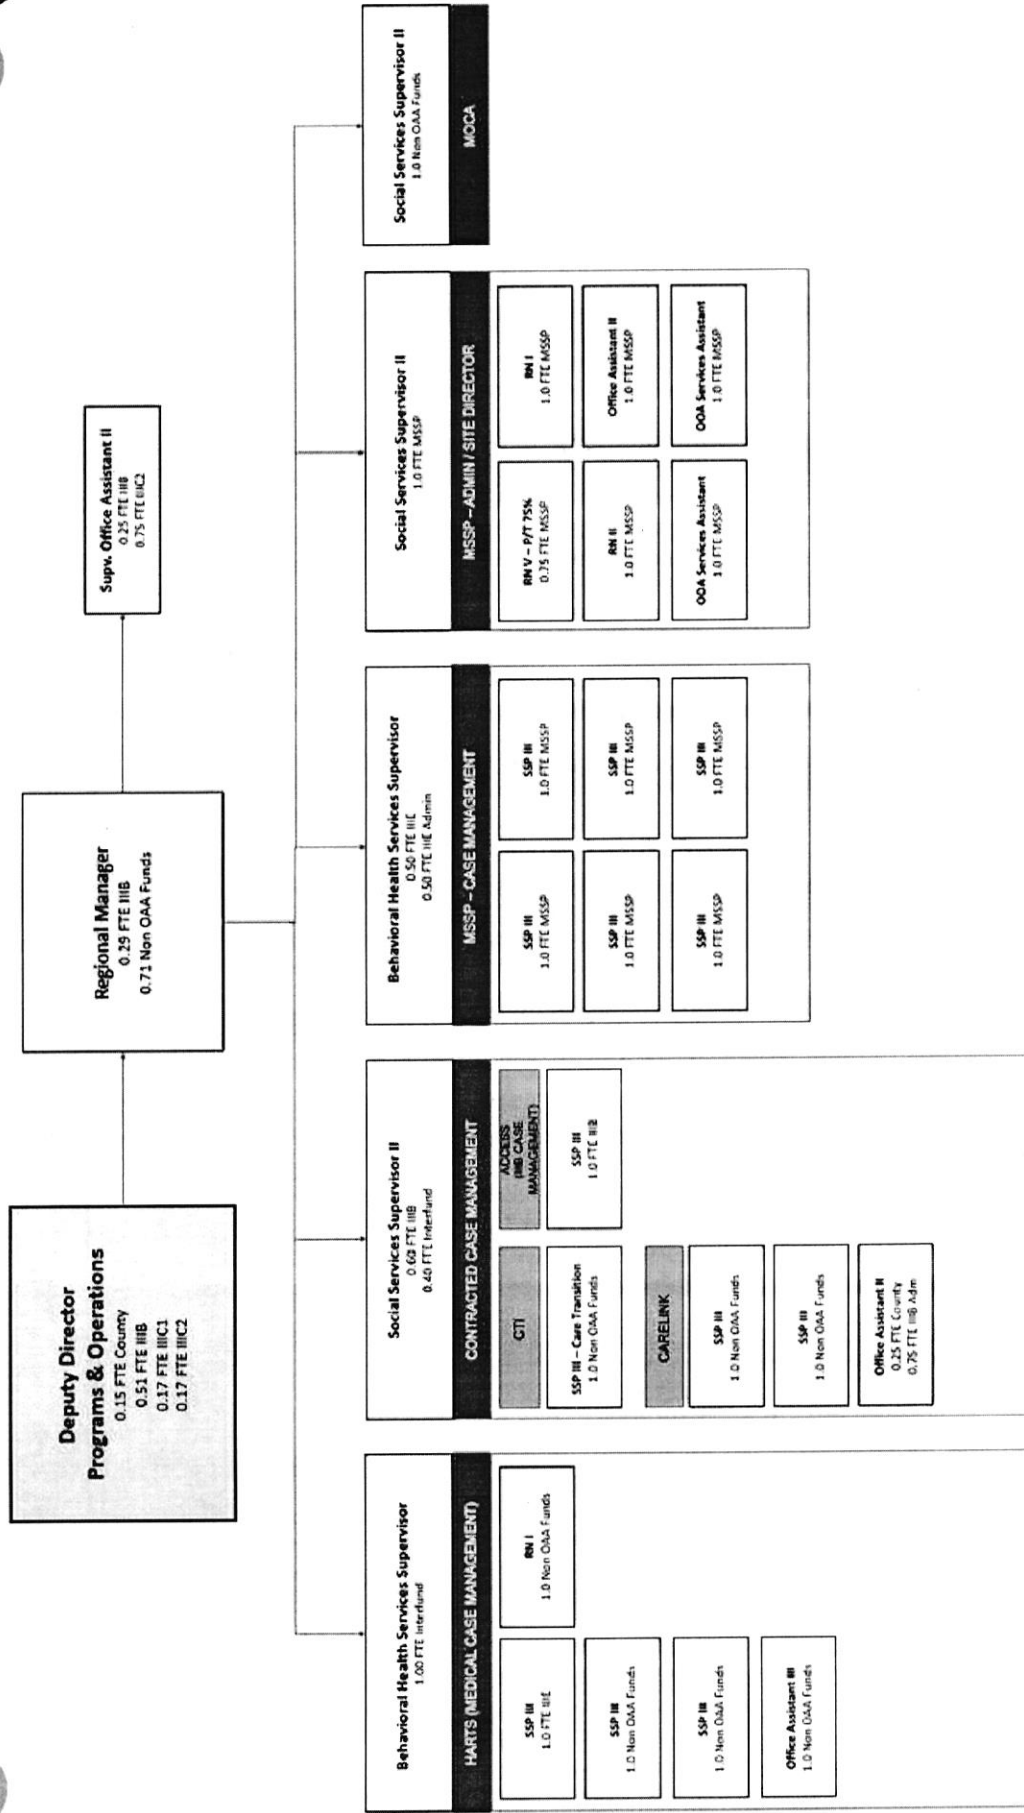 Deputy Director
Programs & Operations
0.15 FTE County
0.51 FTE IIIB
0.17 FTE IIIC1
0.17 FTE IIIC2
Regional Manager
0.29 FTE IIIB
0.71 Non OAA Funds
Supv. Office Assistant II
0.25 FTE IIIB
0.75 FTE IIIC2
Behavioral Health Services Supervisor
1.00 FTE Interfund
HARTS (MEDICAL CASE MANAGEMENT)
SSP III
1.0 FTE IIIE
RN I
1.0 Non OAA Funds
SSP III
1.0 Non OAA Funds
SSP III
1.0 Non OAA Funds
Office Assistant III
1.0 Non OAA Funds
Social Services Supervisor II
0.60 FTE IIIB
0.40 FTE Interfund
CONTRACTED CASE MANAGEMENT
CTI
SSP III – Care Transition
1.0 Non OAA Funds
ACCESS
(IIIB CASE
MANAGEMENT)
SSP III
1.0 FTE IIIB
CARELINK
SSP III
1.0 Non OAA Funds
SSP III
1.0 Non OAA Funds
Office Assistant II
0.25 FTE County
0.75 FTE IIIB Adm
Behavioral Health Services Supervisor
0.50 FTE IIIE
0.50 FTE IIIE Admin
MSSP – CASE MANAGEMENT
SSP III
1.0 FTE MSSP
SSP III
1.0 FTE MSSP
SSP III
1.0 FTE MSSP
SSP III
1.0 FTE MSSP
SSP III
1.0 FTE MSSP
SSP III
1.0 FTE MSSP
Social Services Supervisor II
1.0 FTE MSSP
MSSP – ADMIN / SITE DIRECTOR
RN V – P/T 75%
0.75 FTE MSSP
RN I
1.0 FTE MSSP
RN II
1.0 FTE MSSP
Office Assistant II
1.0 FTE MSSP
OOA Services Assistant
1.0 FTE MSSP
OOA Services Assistant
1.0 FTE MSSP
Social Services Supervisor II
1.0 Non OAA Funds
MOCA